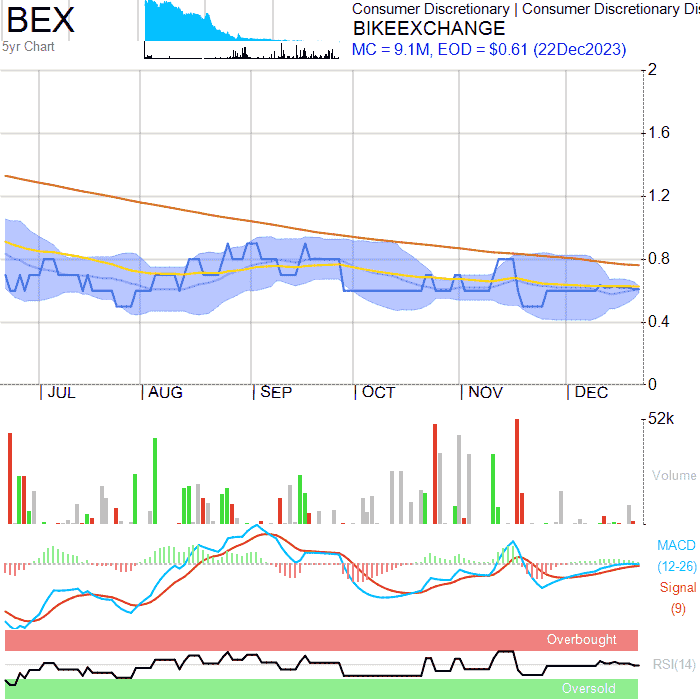 BEX
5yr Chart
Consumer Discretionary | Consumer Discretionary Dis
BIKEEXCHANGE
MC = 9.1M, EOD = $0.61 (22Dec2023)
2
1.6
1.2
0.8
0.4
0
| JUL | AUG | SEP | OCT | NOV | DEC
52k
Volume
MACD
(12-26)
Signal
(9)
Overbought
RSI(14)
Oversold